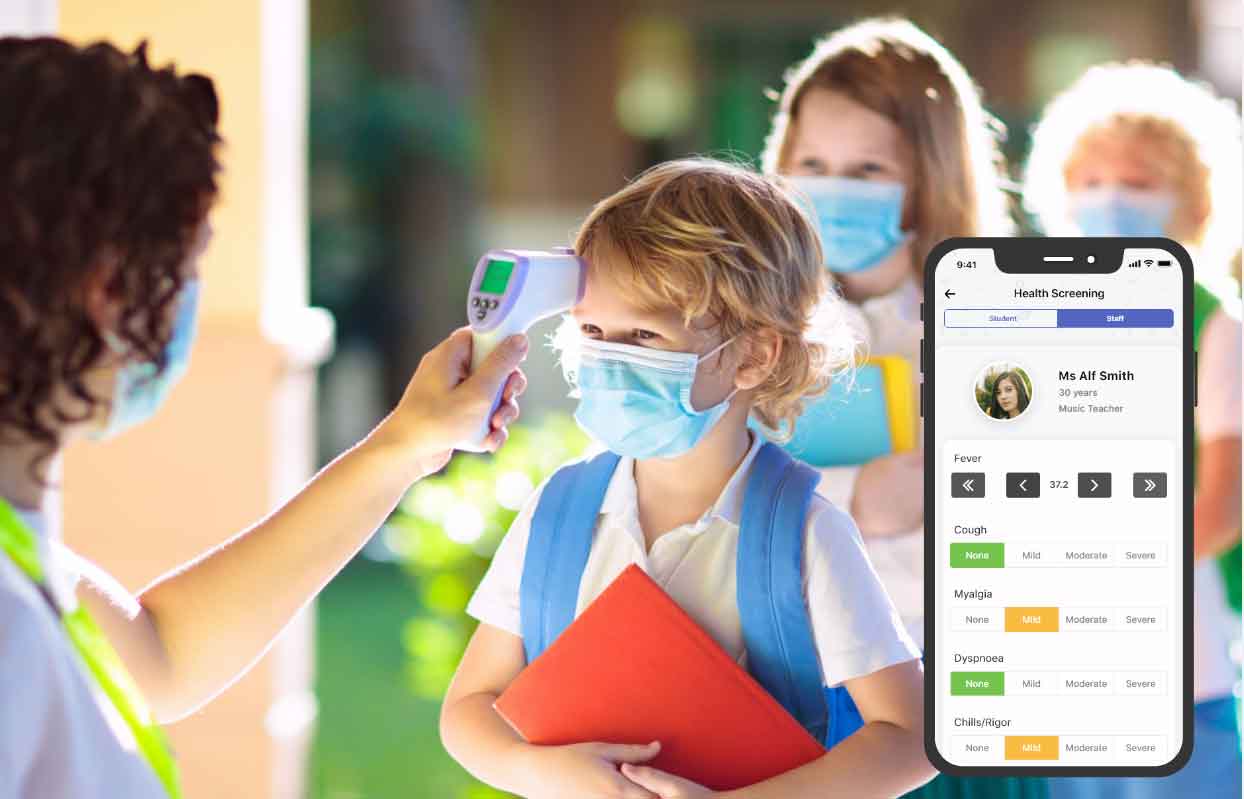 9:41
Health Screening
Student Staff
Ms Alf Smith
30 years
Music Teacher
Fever
37.2
Cough
None Mild Moderate Severe
Myalgia
None Mild Moderate Severe
Dyspnoea
None Mild Moderate Severe
Chills/Rigor
None Mild Moderate Severe